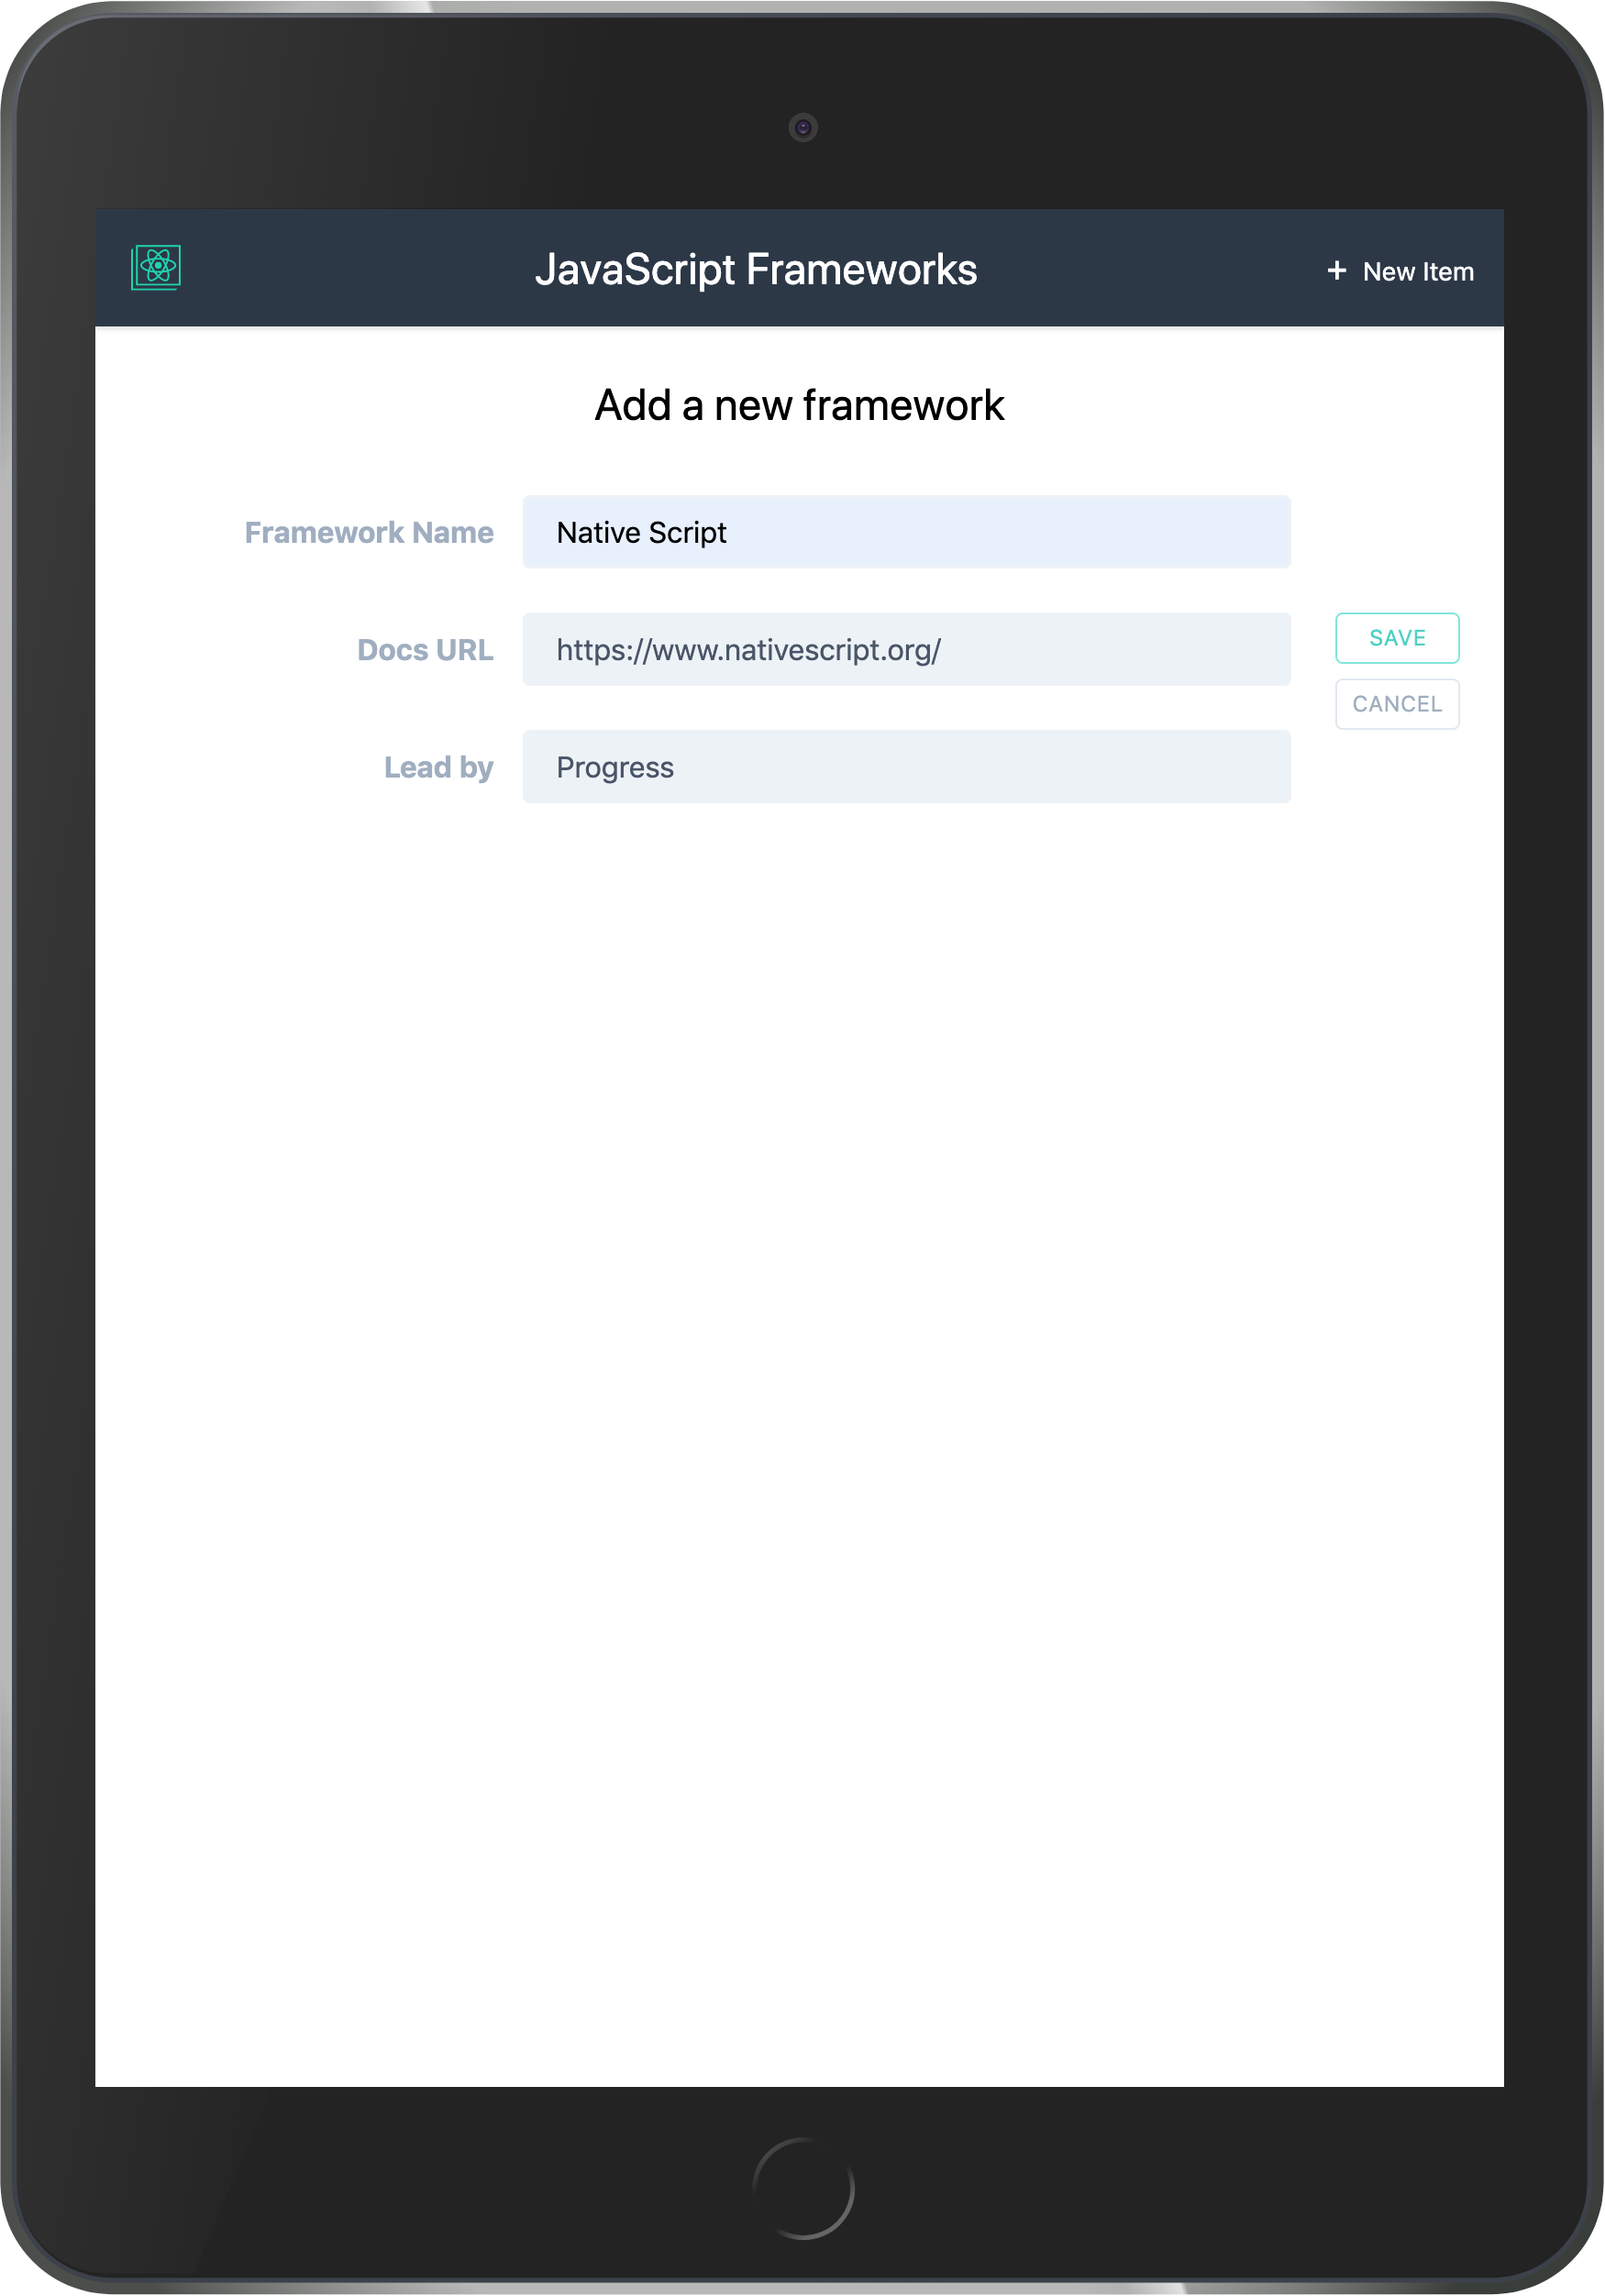 JavaScript Frameworks
+ New Item
Add a new framework
Framework Name
Native Script
Docs URL
https://www.nativescript.org/
SAVE
CANCEL
Lead by
Progress